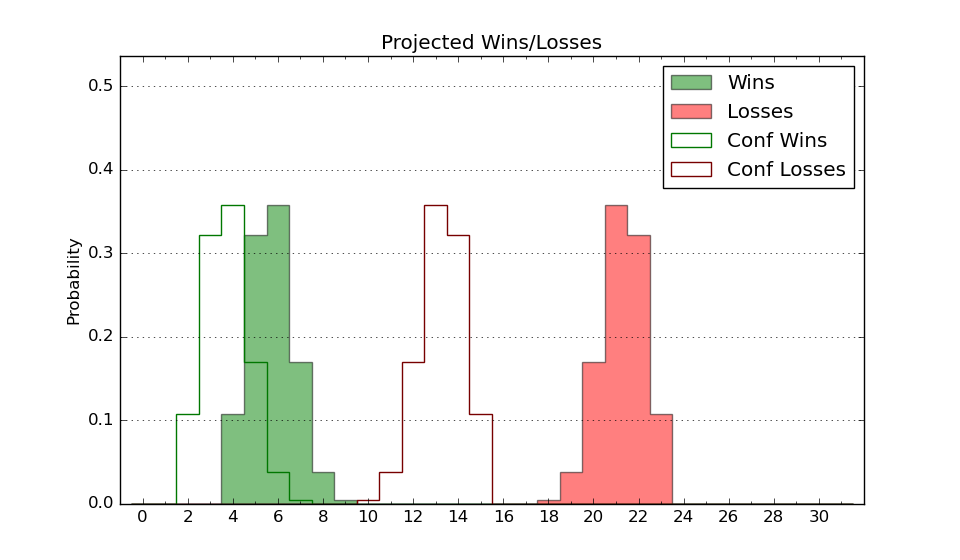 Projected Wins/Losses
Wins
Losses
Conf Wins
Conf Losses
Probability
0.5
0.4
0.3
0.2
0.1
0.0
0 2 4 6 8 10 12 14 16 18 20 22 24 26 28 30